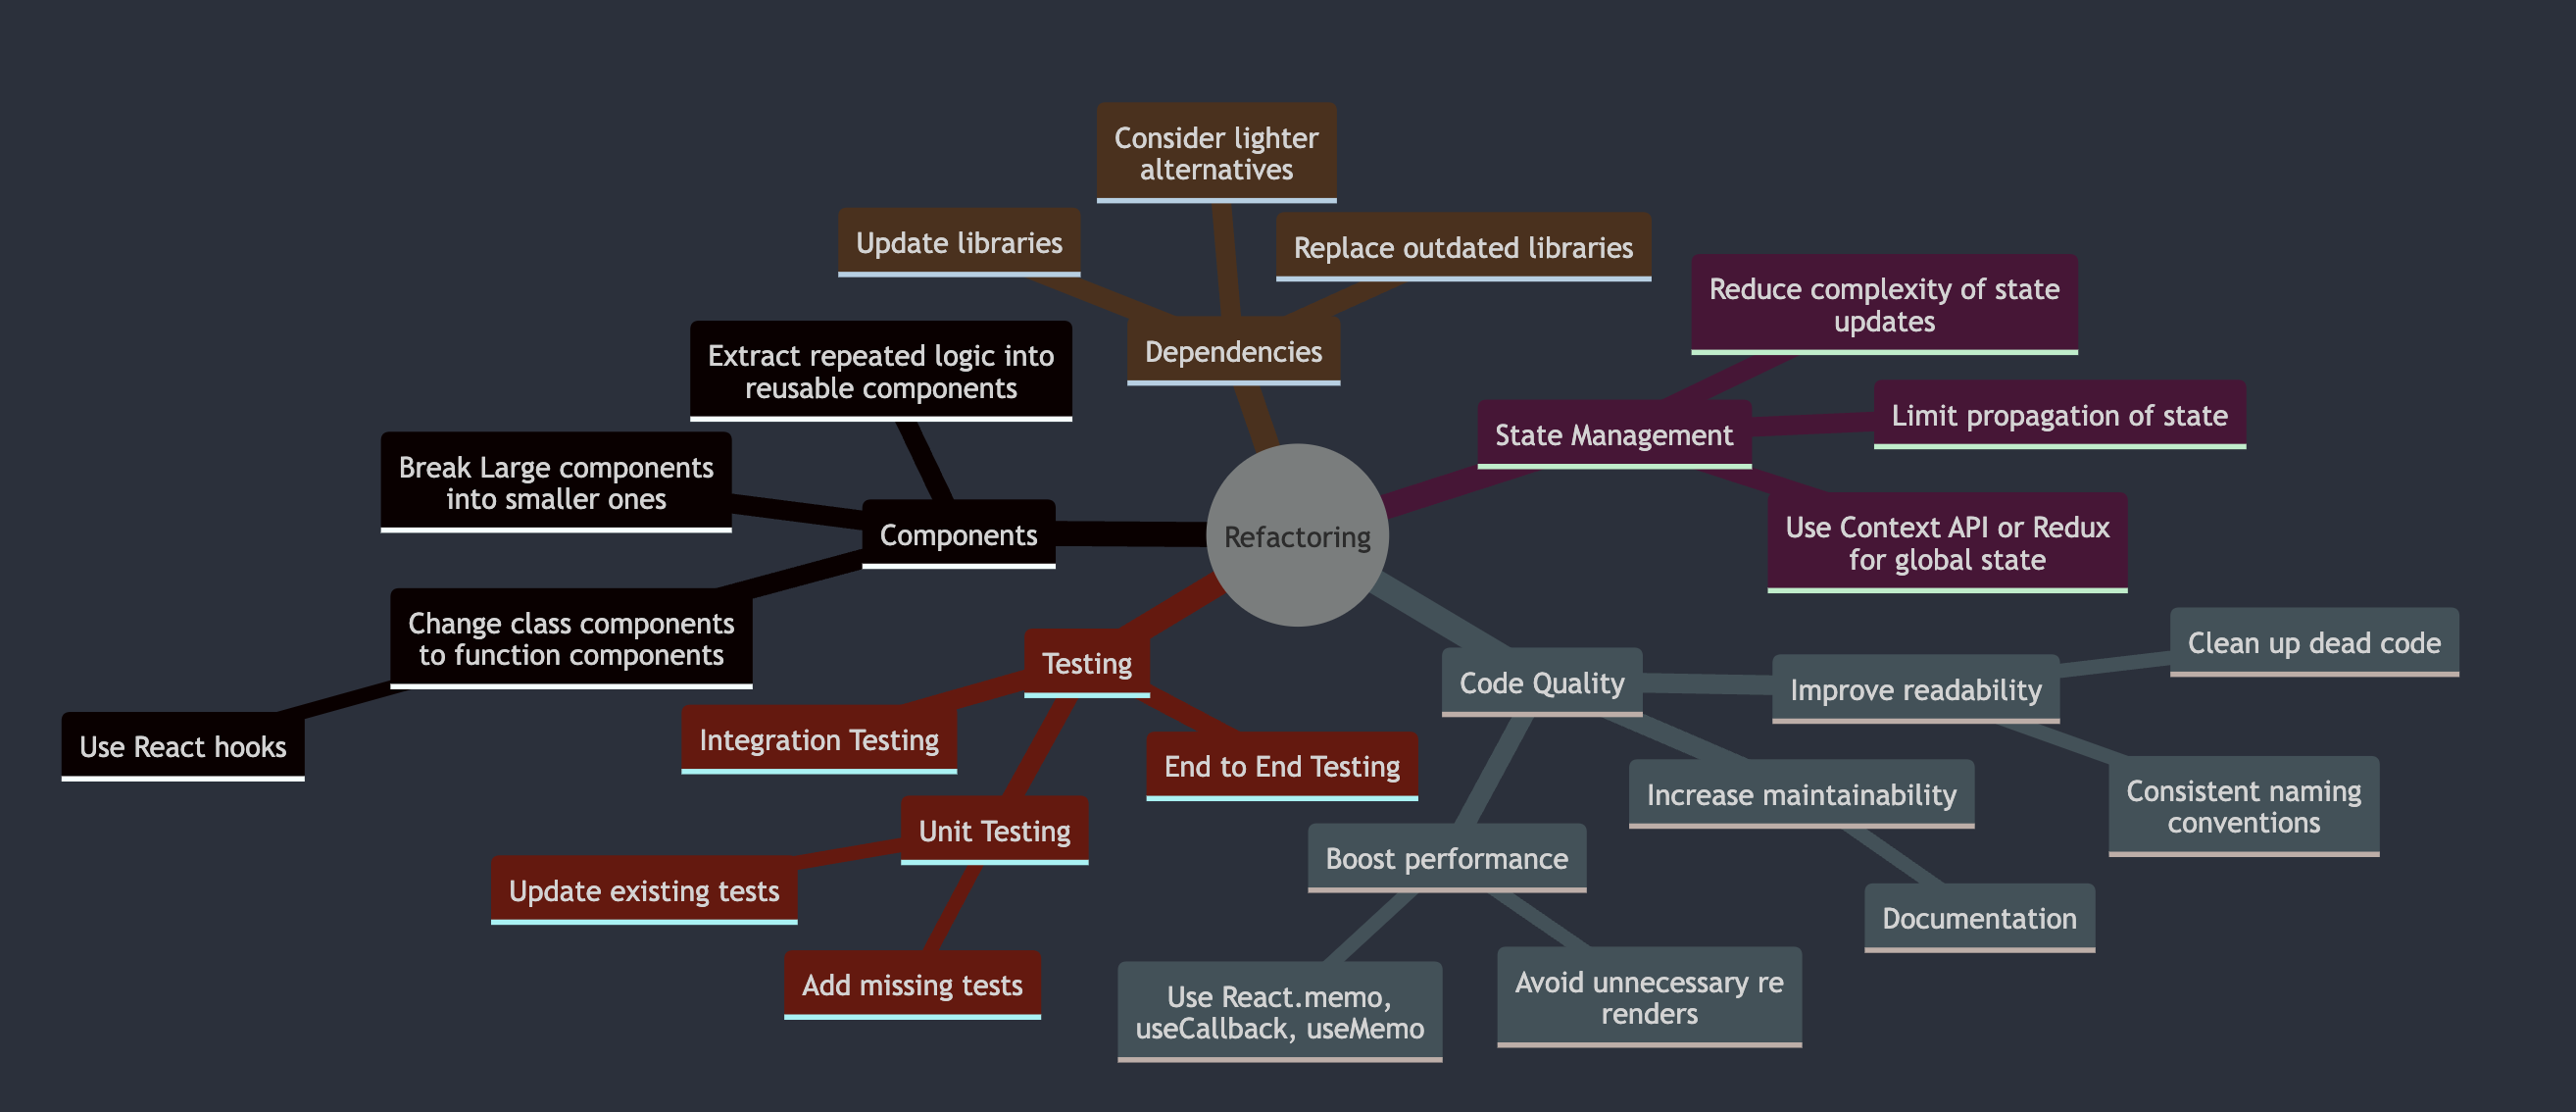 Consider lighter
alternatives
Update libraries
Replace outdated libraries
Dependencies
Reduce complexity of state
updates
Limit propagation of state
State Management
Use Context API or Redux
for global state
Extract repeated logic into
reusable components
Break Large components
into smaller ones
Components
Change class components
to function components
Use React hooks
Refactoring
Testing
Integration Testing
End to End Testing
Unit Testing
Update existing tests
Add missing tests
Code Quality
Improve readability
Clean up dead code
Consistent naming
conventions
Increase maintainability
Documentation
Boost performance
Use React.memo,
useCallback, useMemo
Avoid unnecessary re
renders